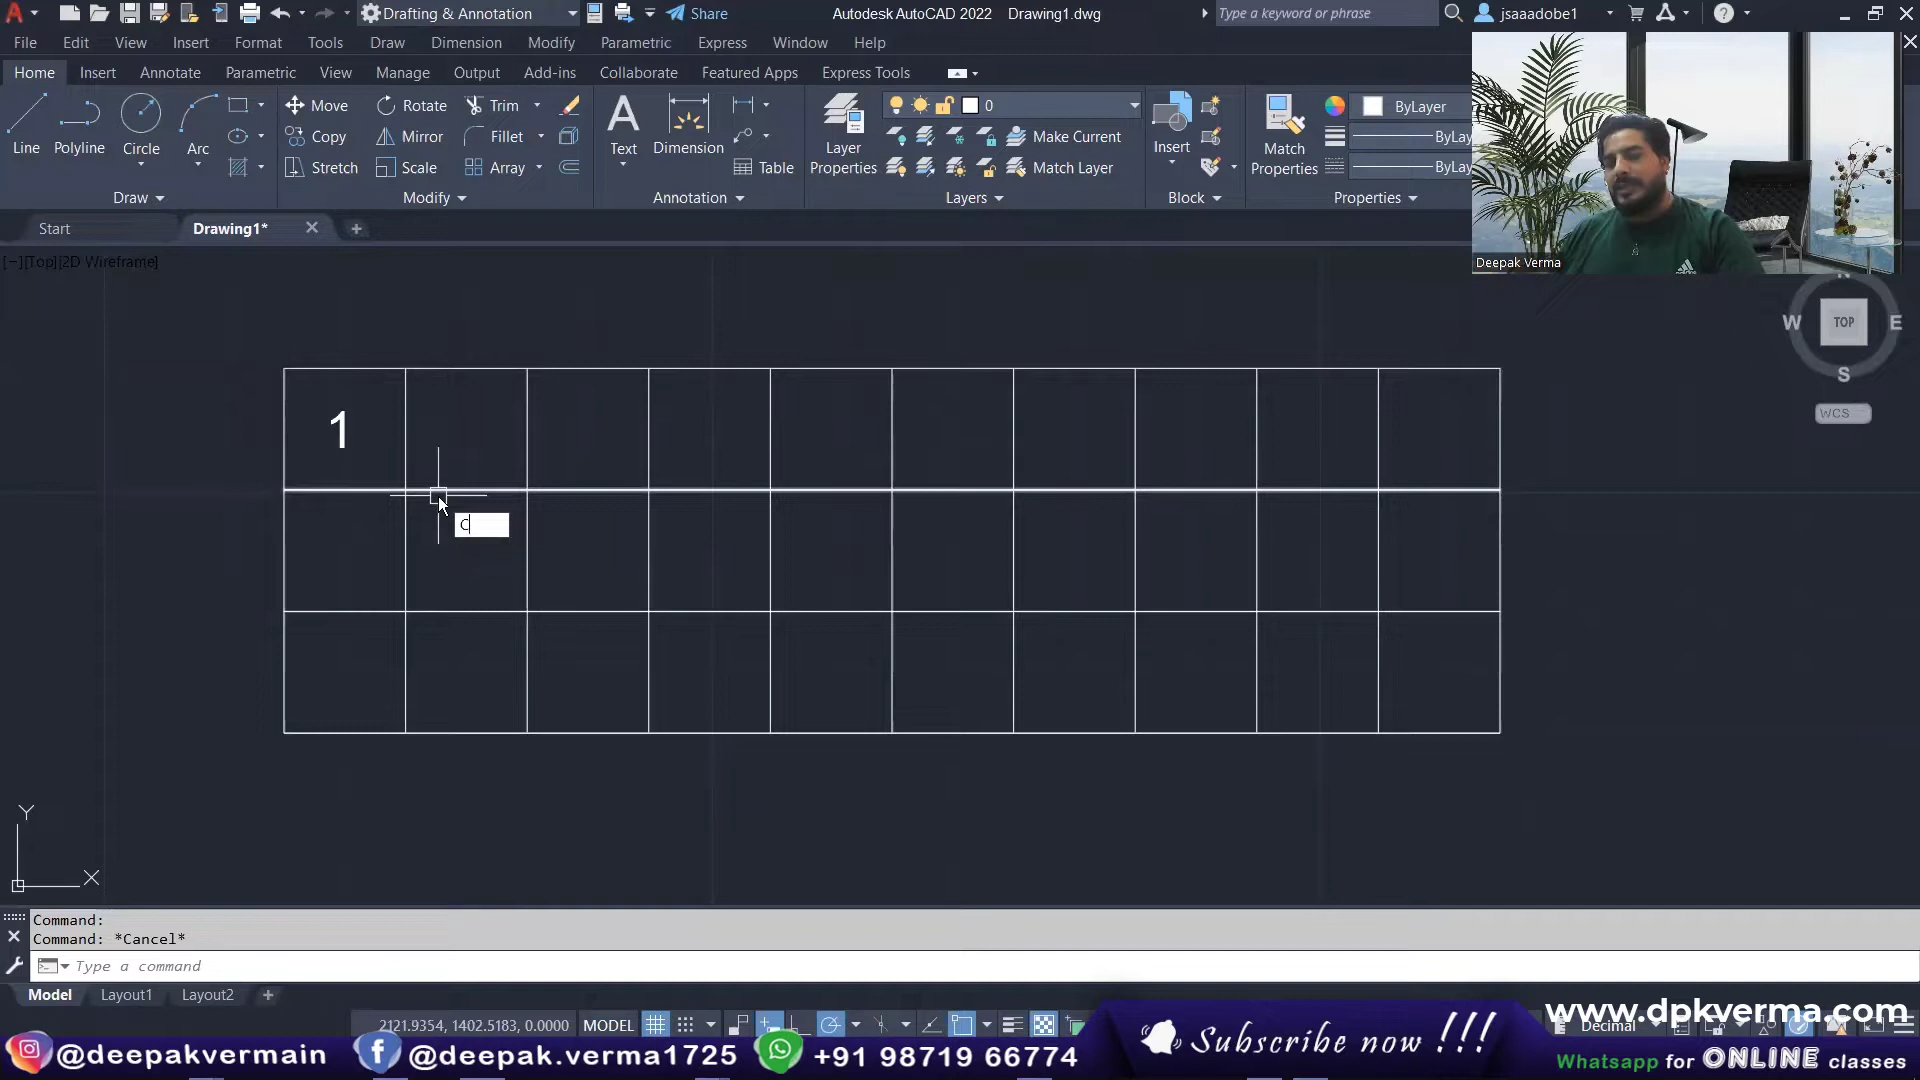 Drafting & Annotation
Share
Autodesk AutoCAD 2022 Drawing1.dwg
Type a keyword or phrase
jsaaadobe1
File Edit View Insert Format Tools Draw Dimension Modify Parametric Express Window Help
Home Insert Annotate Parametric View Manage Output Add-ins Collaborate Featured Apps Express Tools
Line Polyline Circle Arc
Move Rotate Trim
Copy Mirror Fillet
Stretch Scale Array
Text Dimension
Table
Layer Properties
0
Make Current
Match Layer
Insert
Match Properties
ByLayer
ByLay
ByLay
Draw Modify Annotation Layers Block Properties
Deepak Verma
Start Drawing1*
[−][Top][2D Wireframe]
W TOP E
S
WCS
1
C
Y
X
Command:
Command: *Cancel*
Type a command
Model Layout1 Layout2
2121.9354, 1402.5183, 0.0000 MODEL
Decimal
www.dpkverma.com
@deepakvermain
@deepak.verma1725
+91 98719 66774
Subscribe now !!!
Whatsapp for ONLINE classes